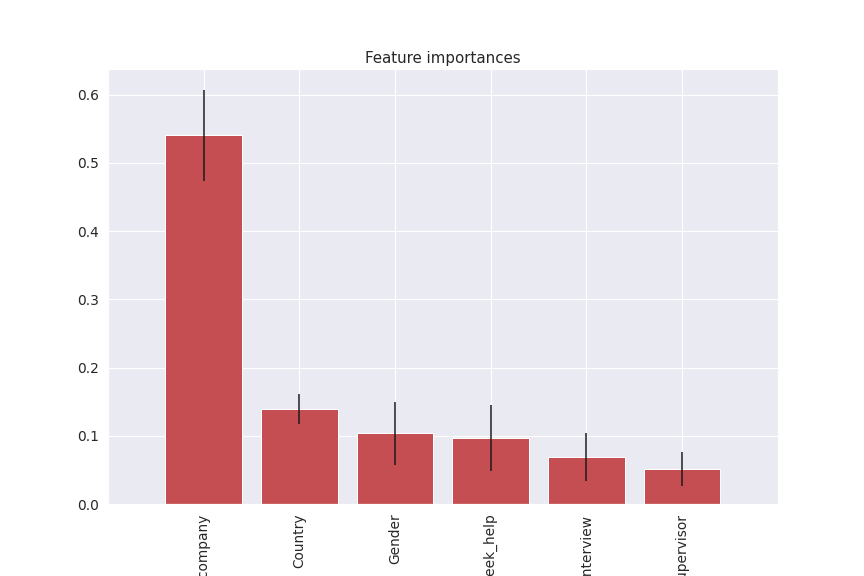 Feature importances
0.6
0.5
0.4
0.3
0.2
0.1
0.0
company
Country
Gender
eek_help
nterview
upervisor